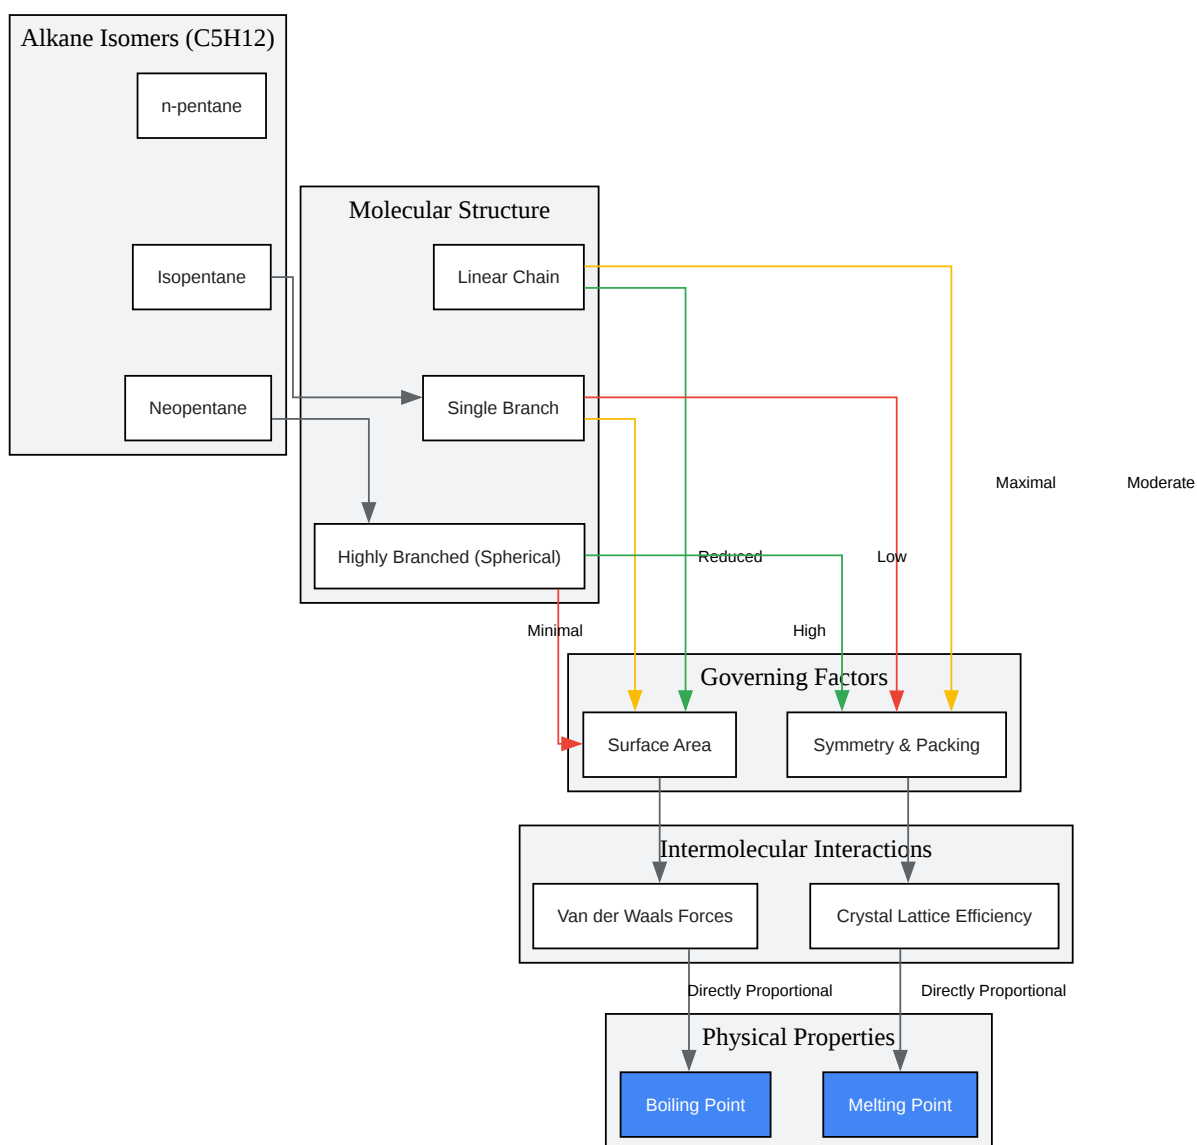 Alkane Isomers (C5H12)
n-pentane
Molecular Structure
Isopentane
Linear Chain
Neopentane
Single Branch
Maximal
Moderate
Highly Branched (Spherical)
Reduced
Low
Minimal
High
Governing Factors
Surface Area
Symmetry & Packing
Intermolecular Interactions
Van der Waals Forces
Crystal Lattice Efficiency
Directly Proportional
Directly Proportional
Physical Properties
Boiling Point
Melting Point